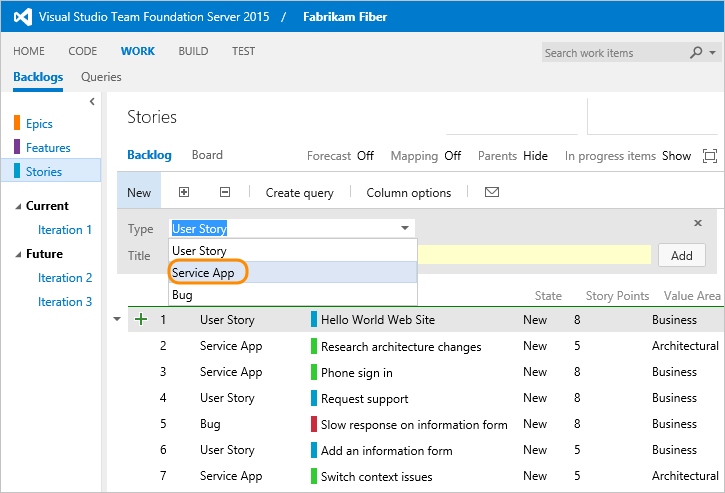 Visual Studio Team Foundation Server 2015 / Fabrikam Fiber
HOME CODE WORK BUILD TEST Search work items
Backlogs Queries
Epics
Features
Stories
Current
Iteration 1
Future
Iteration 2
Iteration 3
Stories
Backlog Board Forecast Off Mapping Off Parents Hide In progress items Show
New Create query Column options
Type User Story
Title Add
User Story
Service App
Bug
State Story Points Value Area
1 User Story Hello World Web Site New 8 Business
2 Service App Research architecture changes New 5 Architectural
3 Service App Phone sign in New 8 Business
4 User Story Request support New 8 Business
5 Bug Slow response on information form New 8 Business
6 User Story Add an information form New 5 Business
7 Service App Switch context issues New 5 Architectural